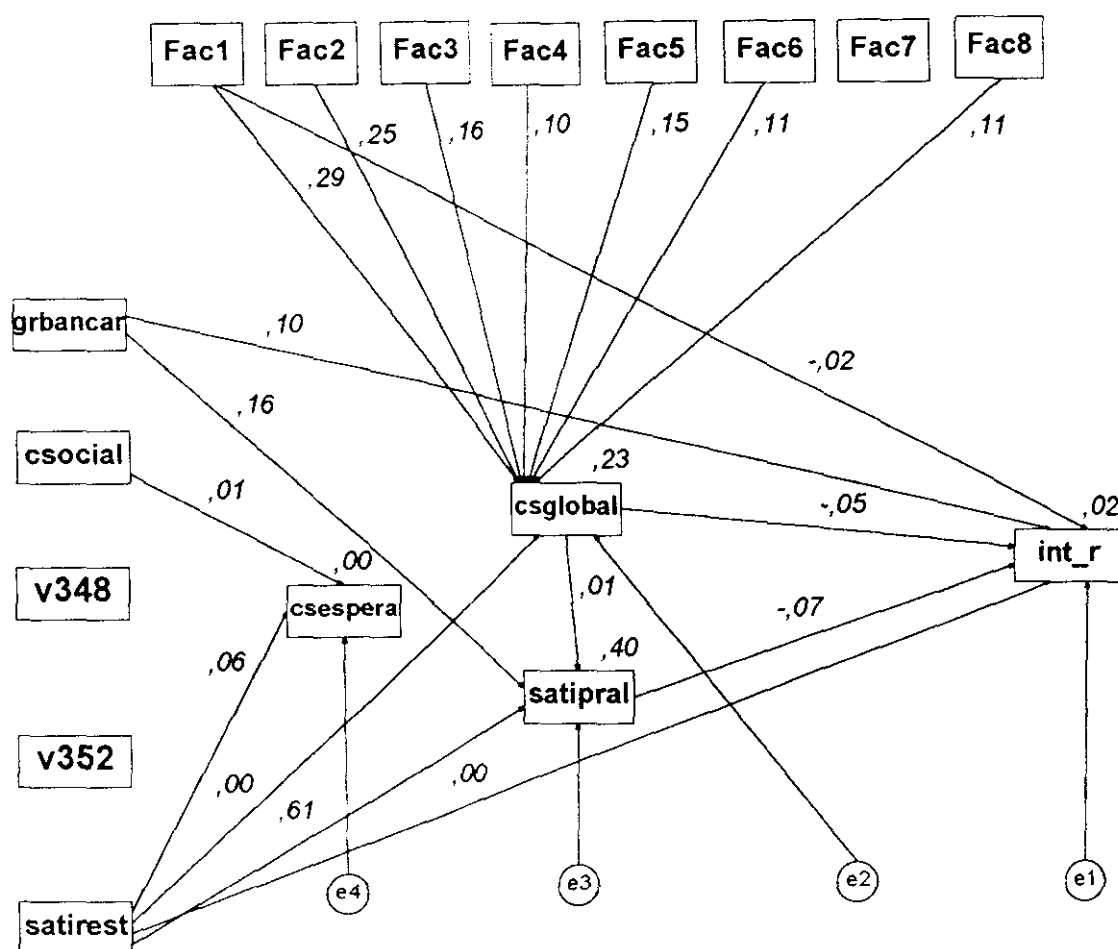 Fac1 Fac2 Fac3 Fac4 Fac5 Fac6 Fac7 Fac8
,25 ,16 ,10 ,15 ,11 ,11
,29
grbancar
,10
-,02
,16
csocial
,23
,01
csglobal
-,05
,02
int_r
,00
v348
csespera
,01
-,07
,06
,40
satipral
v352
,00
,61
,00
e4
e3
e2
e1
satirest